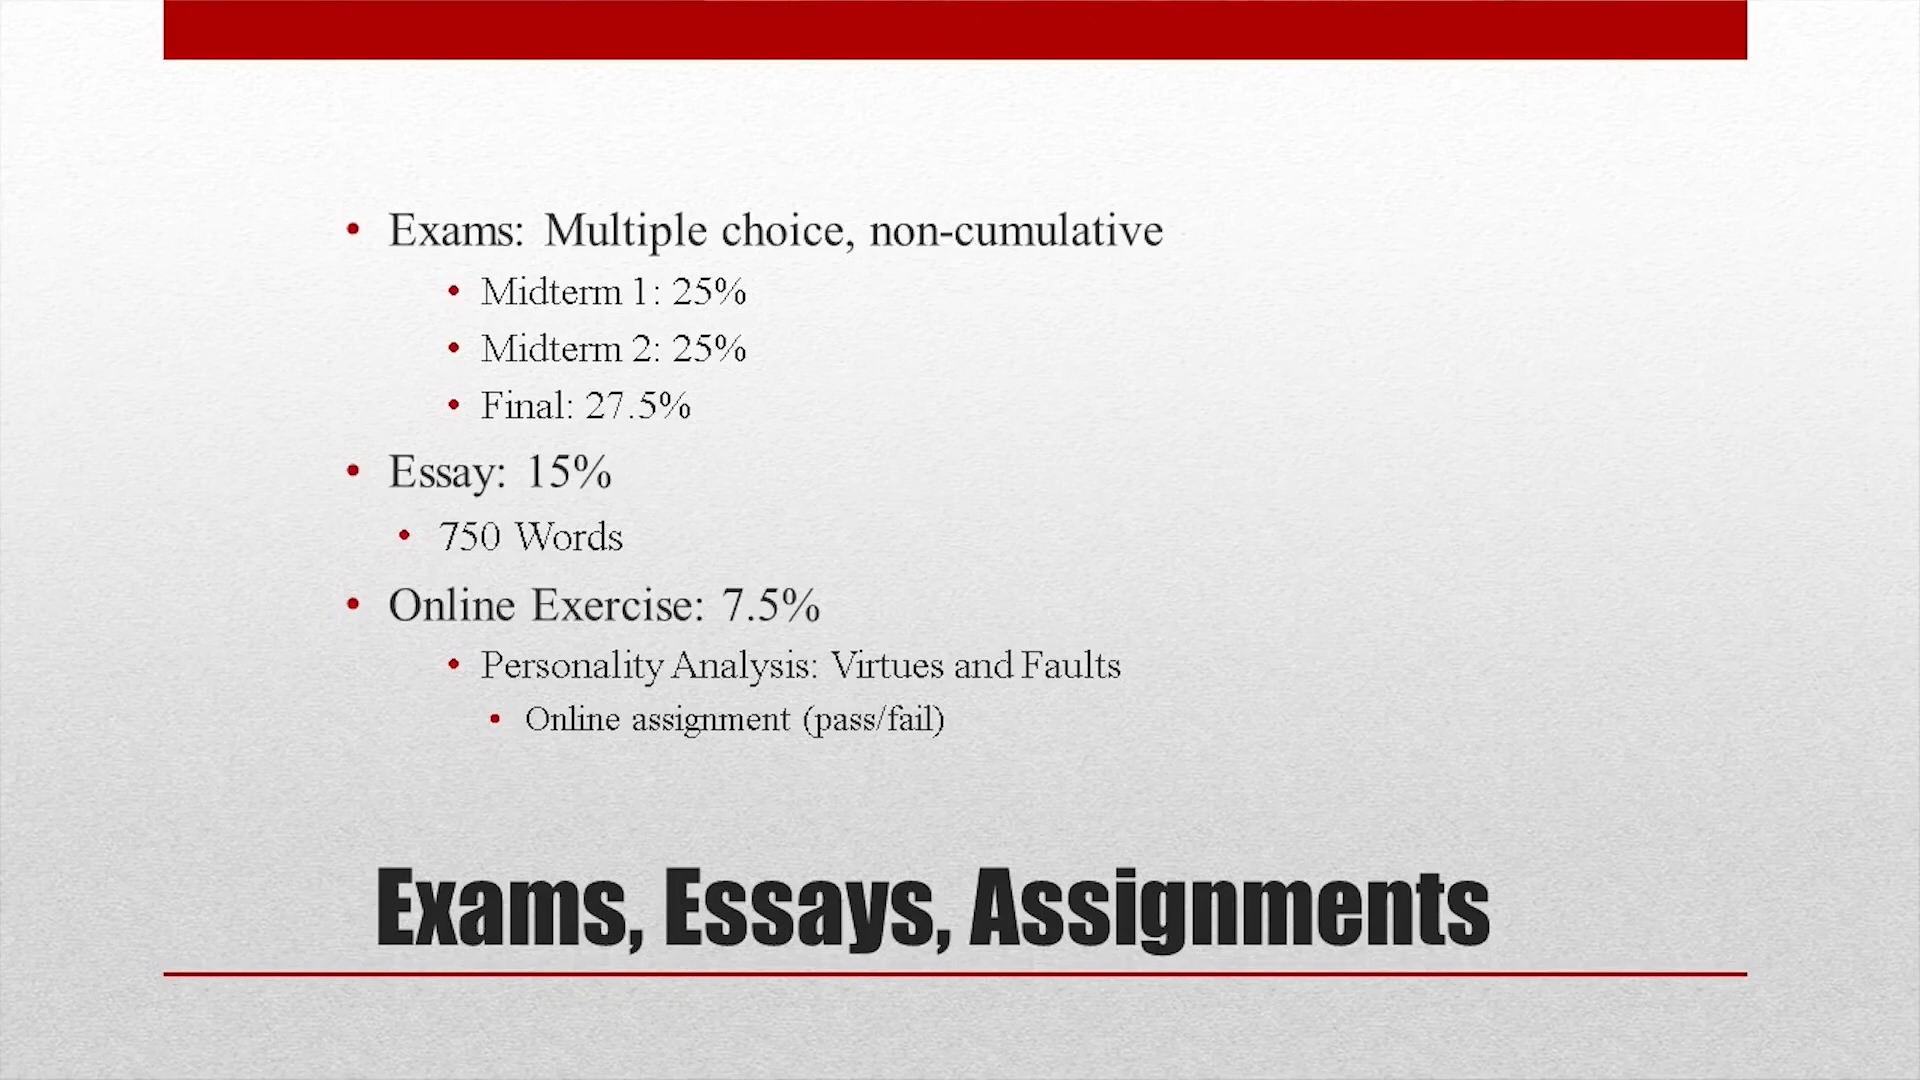 Exams: Multiple choice, non-cumulative
Midterm 1: 25%
Midterm 2: 25%
Final: 27.5%
Essay: 15%
750 Words
Online Exercise: 7.5%
Personality Analysis: Virtues and Faults
Online assignment (pass/fail)
Exams, Essays, Assignments